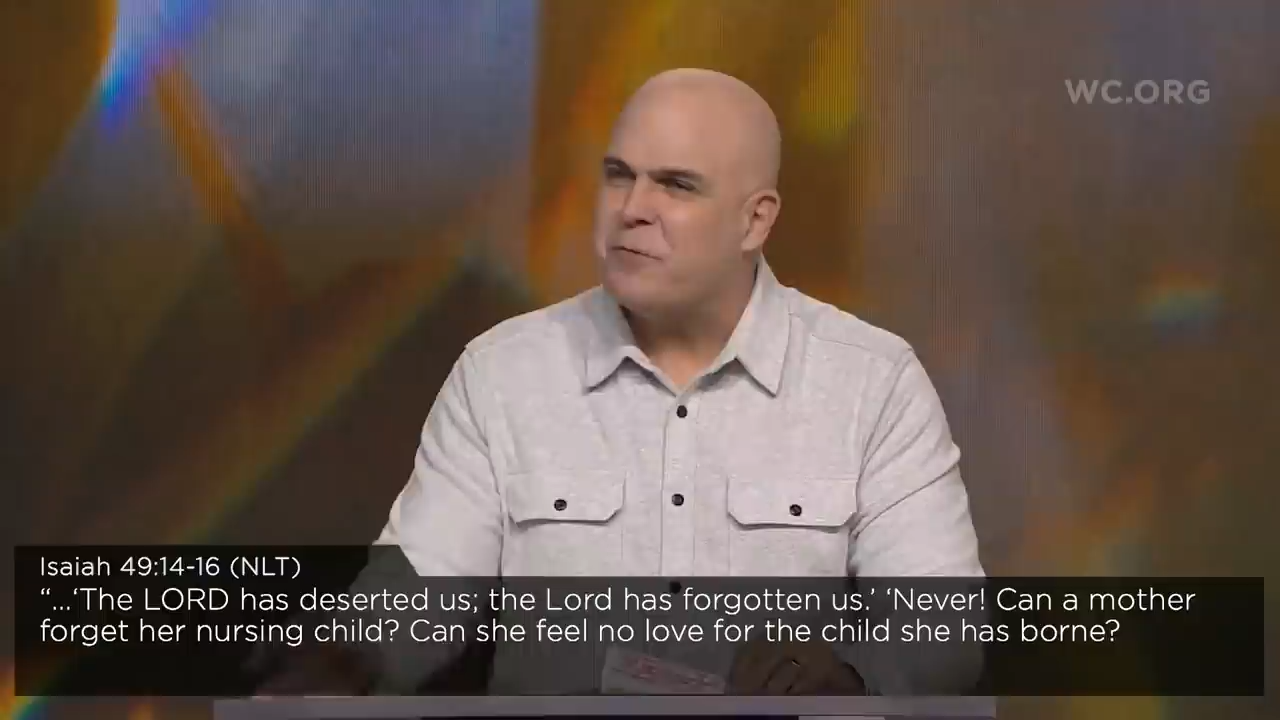 WC.ORG
Isaiah 49:14-16 (NLT)
“...‘The LORD has deserted us; the Lord has forgotten us.’ ‘Never! Can a mother
forget her nursing child? Can she feel no love for the child she has borne?